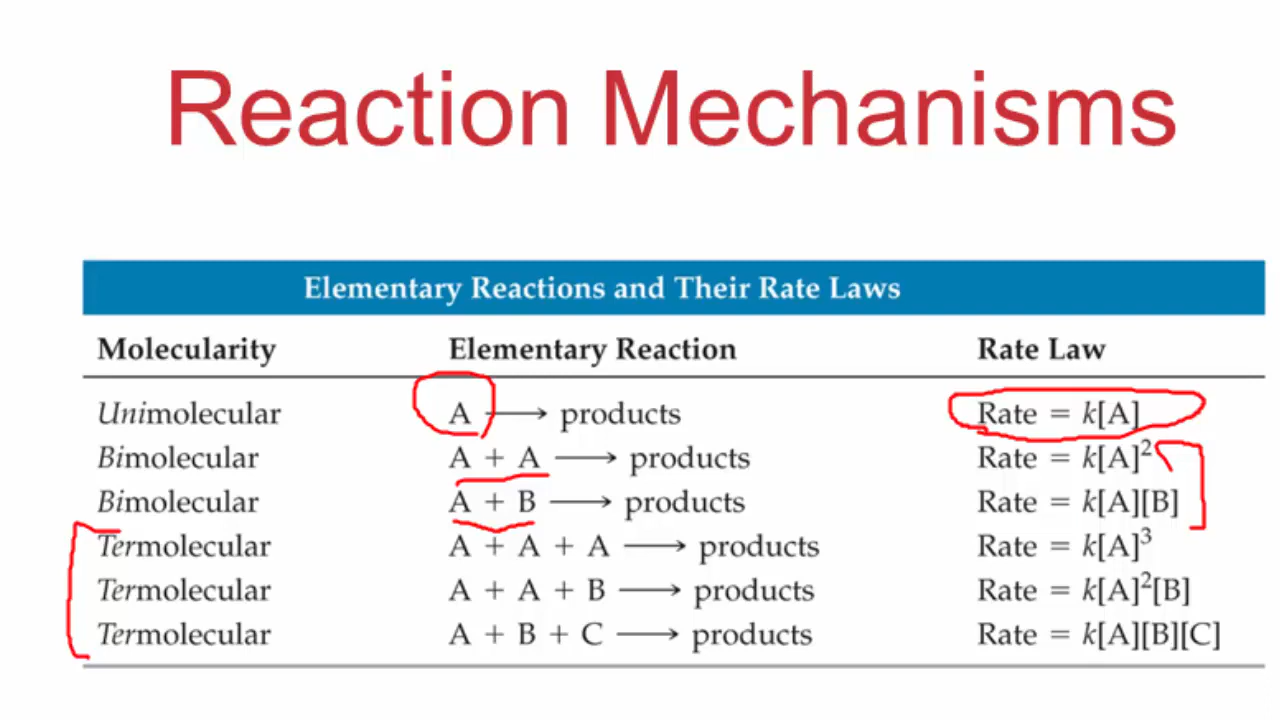 Reaction Mechanisms
Elementary Reactions and Their Rate Laws
Molecularity Elementary Reaction Rate Law
Unimolecular A ⟶ products Rate = k[A]
Bimolecular A + A ⟶ products Rate = k[A]²
Bimolecular A + B ⟶ products Rate = k[A][B]
Termolecular A + A + A ⟶ products Rate = k[A]³
Termolecular A + A + B ⟶ products Rate = k[A]²[B]
Termolecular A + B + C ⟶ products Rate = k[A][B][C]